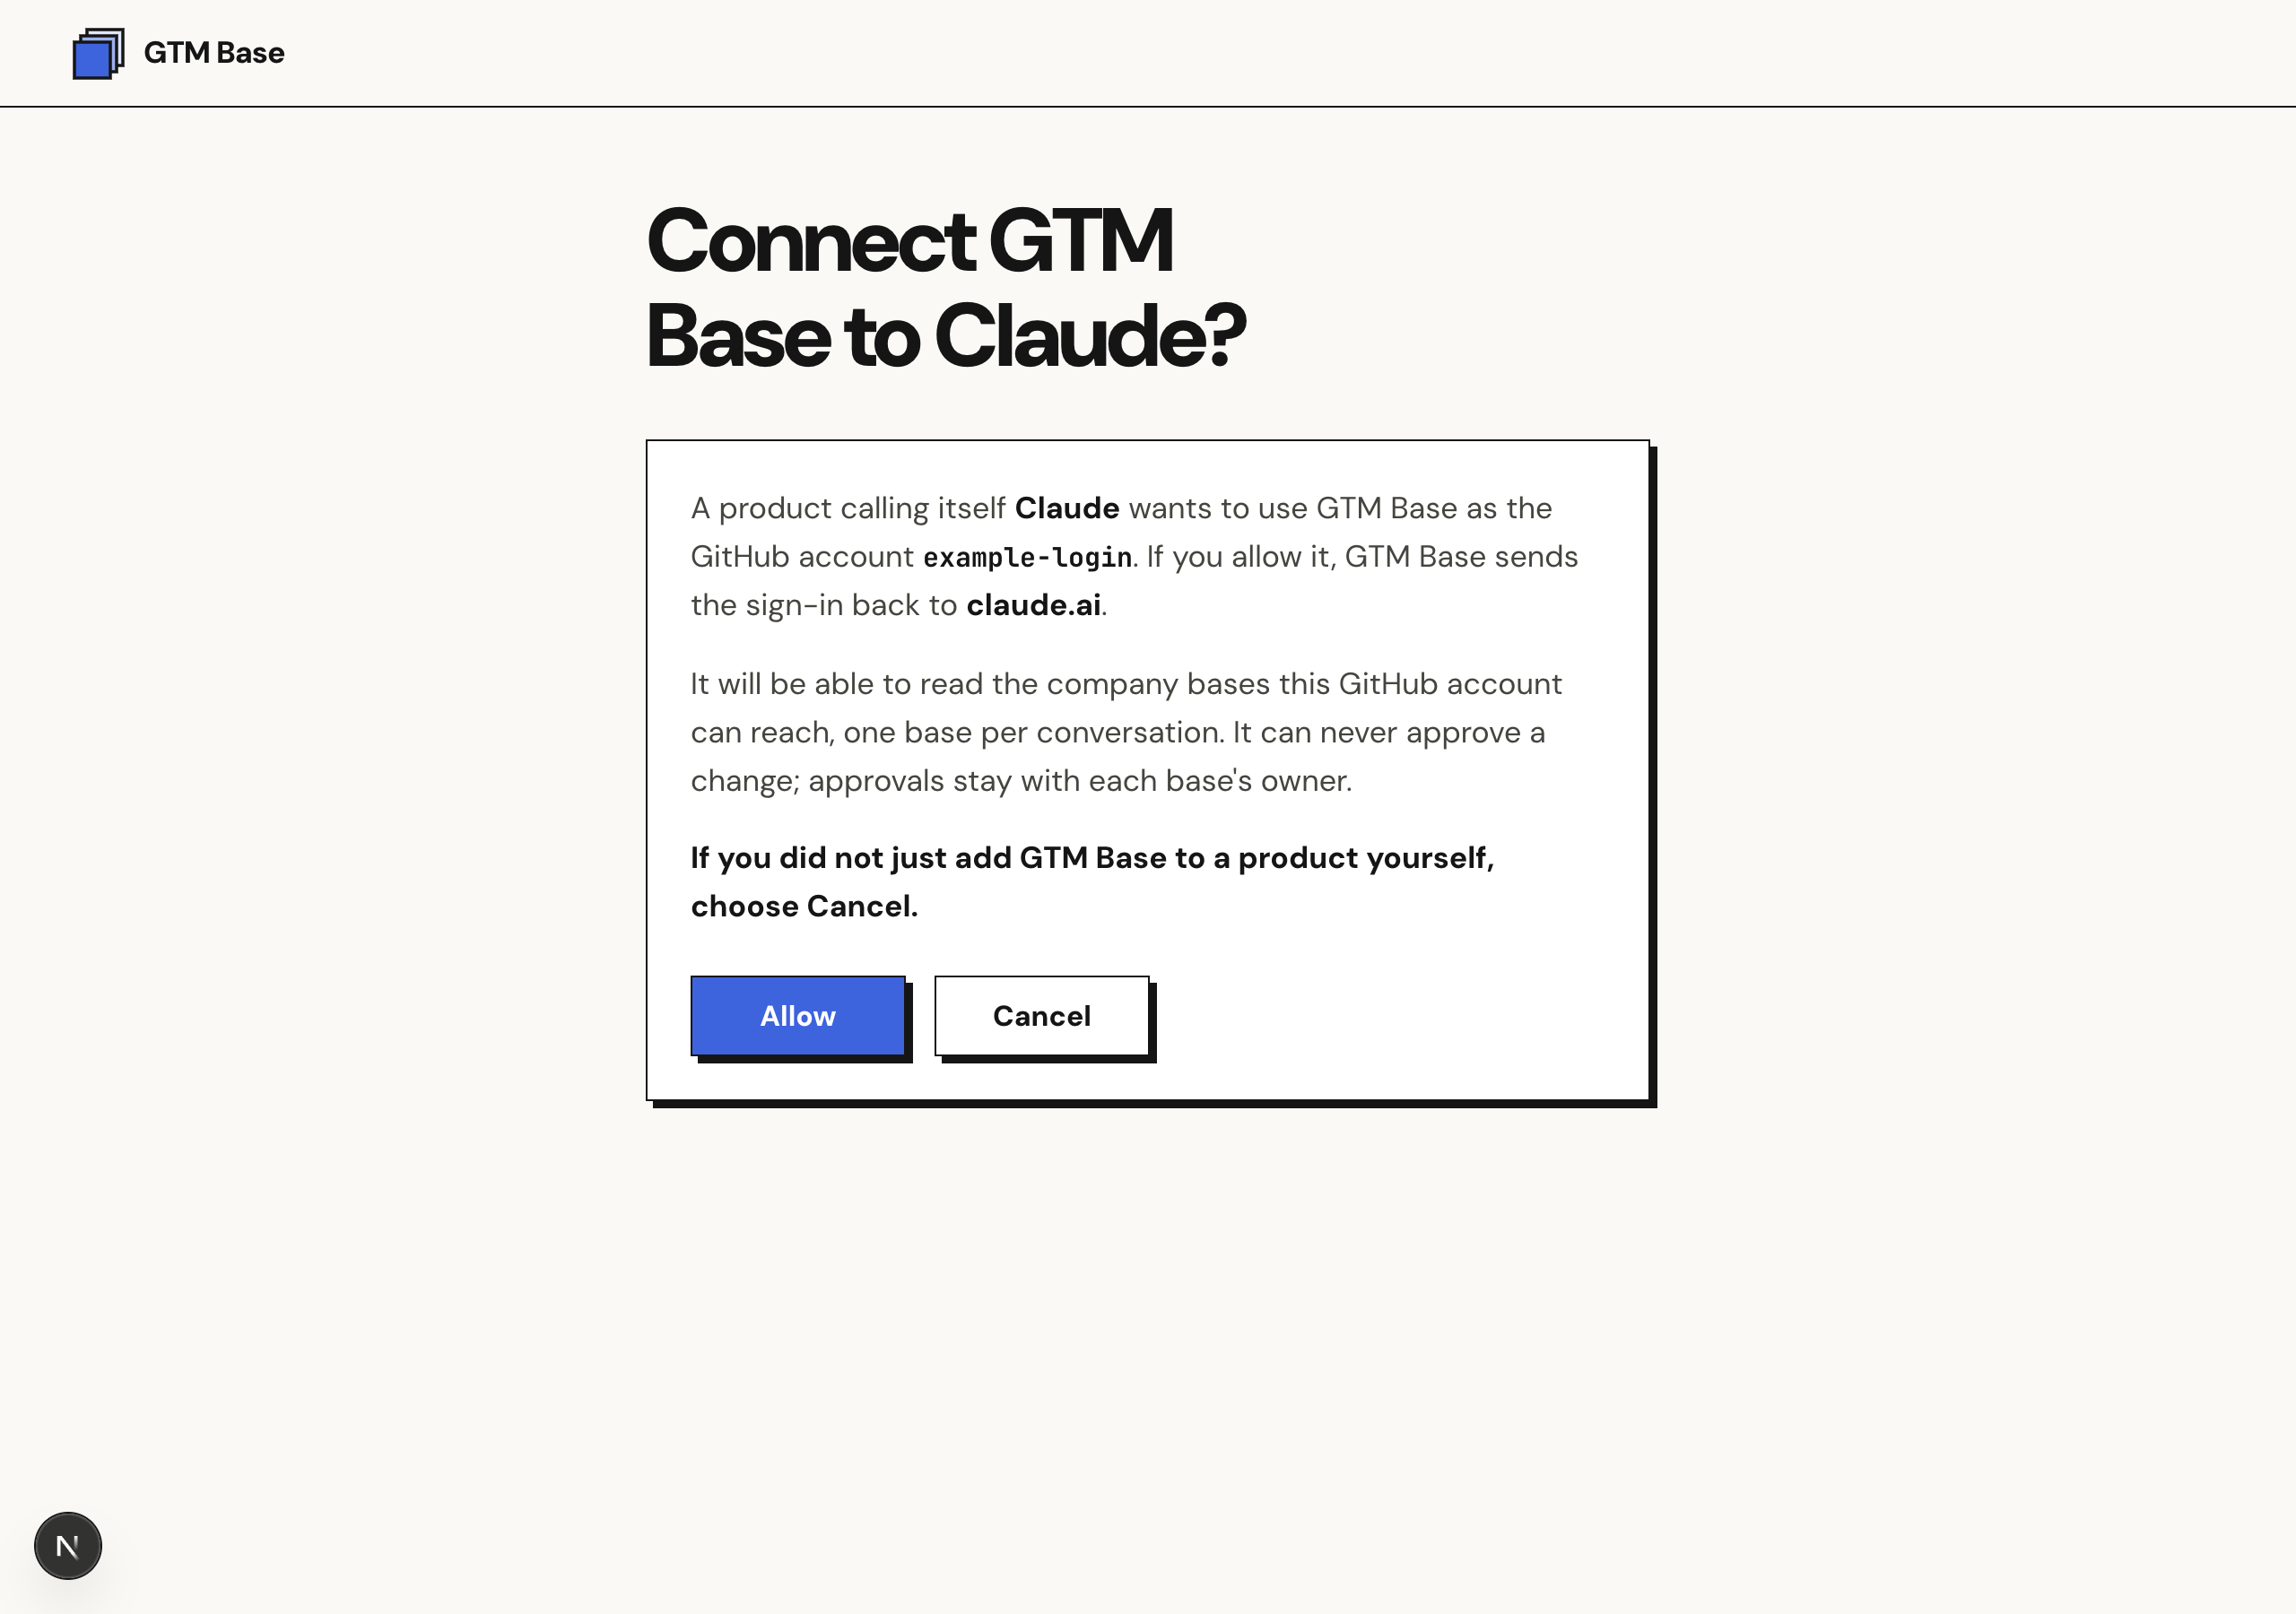 GTM Base
Connect GTM
Base to Claude?
A product calling itself Claude wants to use GTM Base as the
GitHub account example-login. If you allow it, GTM Base sends
the sign-in back to claude.ai.
It will be able to read the company bases this GitHub account
can reach, one base per conversation. It can never approve a
change; approvals stay with each base's owner.
If you did not just add GTM Base to a product yourself,
choose Cancel.
Allow
Cancel
N